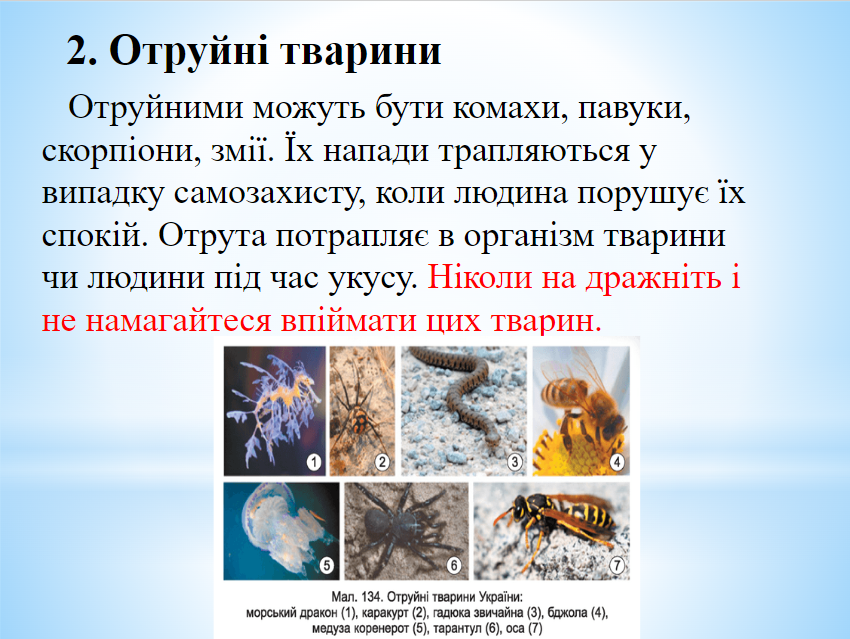 2. Отруйні тварини
Отруйними можуть бути комахи, павуки,
скорпіони, змії. Їх напади трапляються у
випадку самозахисту, коли людина порушує їх
спокій. Отрута потрапляє в організм тварини
чи людини під час укусу. Ніколи на дражніть і
не намагайтеся впіймати цих тварин.
1
2
3
4
5
6
7
Мал. 134. Отруйні тварини України:
морський дракон (1), каракурт (2), гадюка звичайна (3), бджола (4),
медуза коренерот (5), тарантул (6), оса (7)